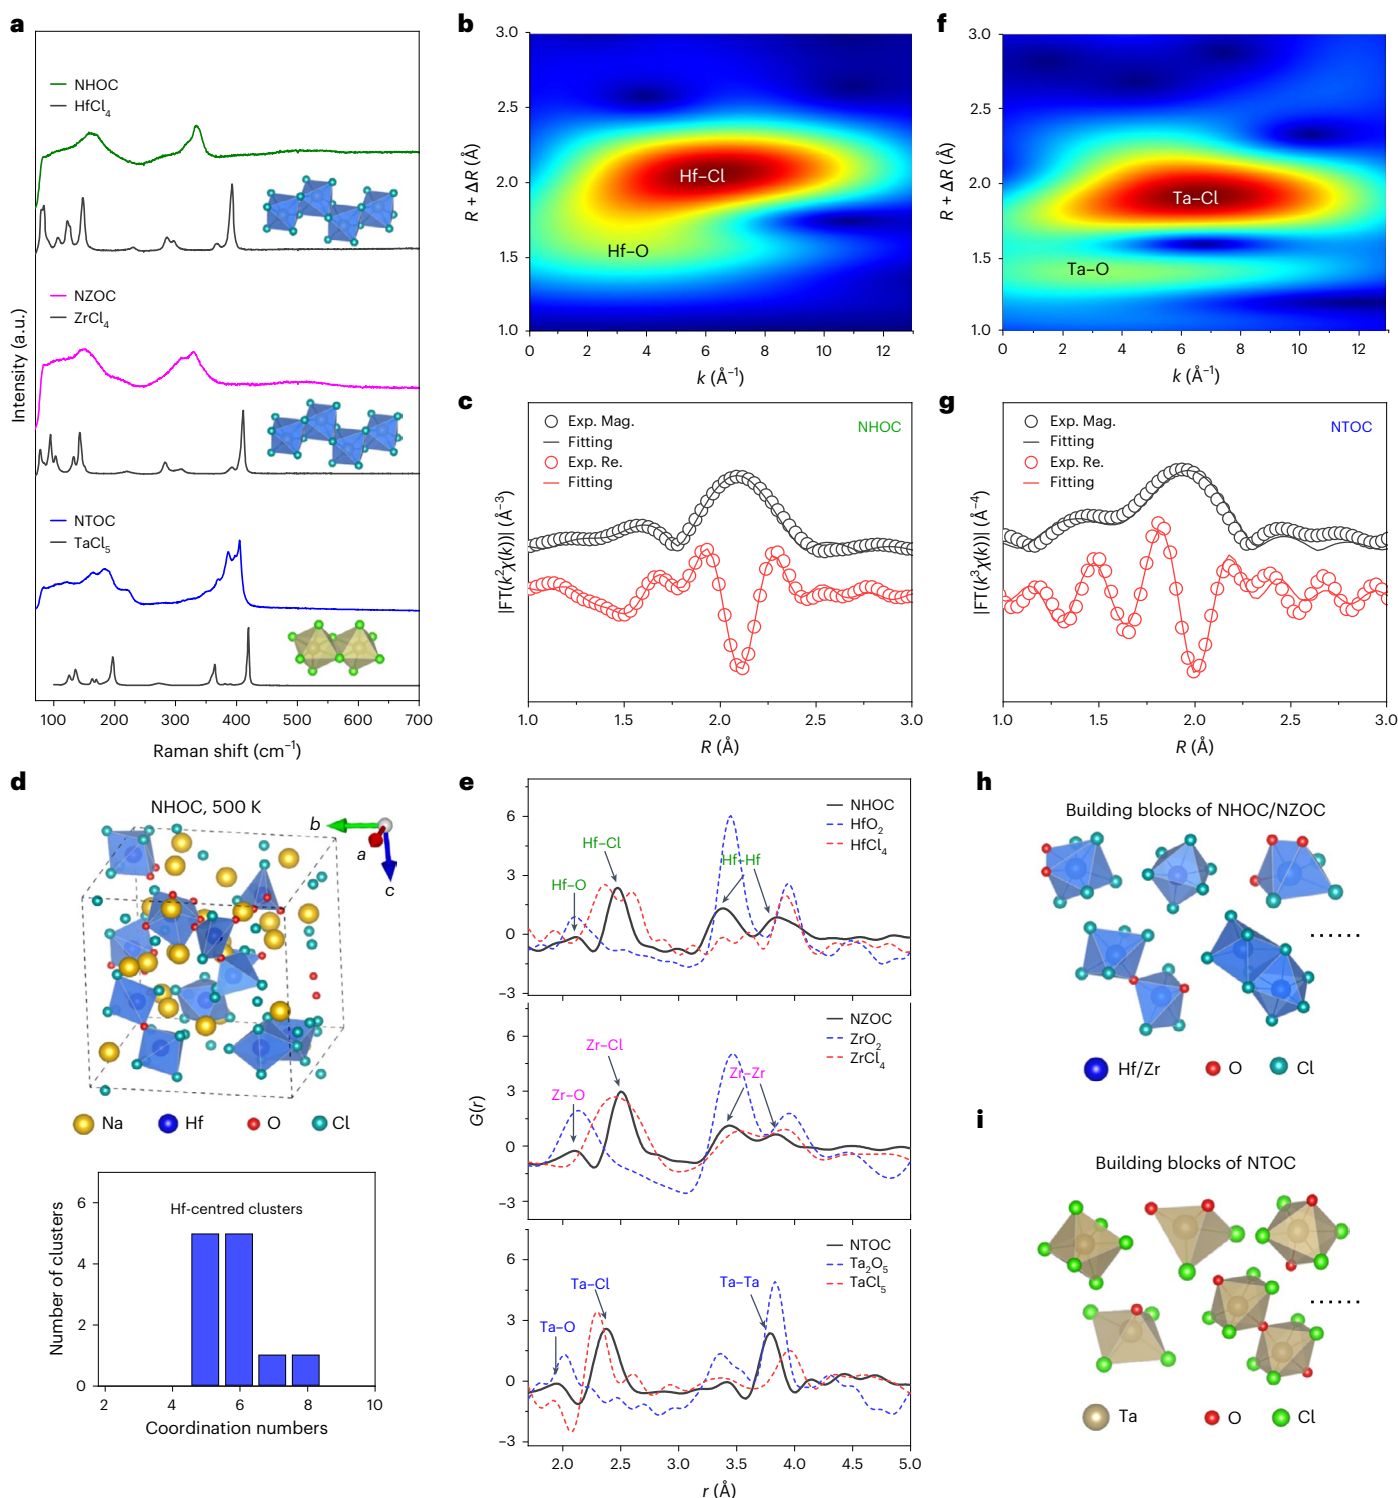 a
NHOC
HfCl4
NZOC
ZrCl4
NTOC
TaCl5
Intensity (a.u.)
100 200 300 400 500 600 700
Raman shift (cm−1)
b
3.0
2.5
2.0
1.5
1.0
R + ΔR (Å)
Hf–Cl
Hf–O
0 2 4 6 8 10 12
k (Å−1)
f
3.0
2.5
2.0
1.5
1.0
R + ΔR (Å)
Ta–Cl
Ta–O
0 2 4 6 8 10 12
k (Å−1)
c
Exp. Mag.
Fitting
Exp. Re.
Fitting
NHOC
|FT(k2χ(k))| (Å−3)
1.0 1.5 2.0 2.5 3.0
R (Å)
g
Exp. Mag.
Fitting
Exp. Re.
Fitting
NTOC
|FT(k3χ(k))| (Å−4)
1.0 1.5 2.0 2.5 3.0
R (Å)
d
NHOC, 500 K
b
a
c
Na Hf O Cl
6
4
2
0
Number of clusters
Hf-centred clusters
2 4 6 8 10
Coordination numbers
e
6
3
0
−3
NHOC
HfO2
HfCl4
Hf–Cl
Hf–O
Hf–Hf
6
3
0
−3
NZOC
ZrO2
ZrCl4
Zr–Cl
Zr–O
Zr–Zr
G(r)
6
3
0
−3
NTOC
Ta2O5
TaCl5
Ta–Cl
Ta–Ta
Ta–O
2.0 2.5 3.0 3.5 4.0 4.5 5.0
r (Å)
h
Building blocks of NHOC/NZOC
......
Hf/Zr O Cl
i
Building blocks of NTOC
......
Ta O Cl